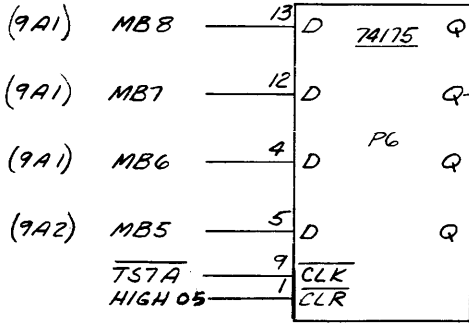 (9A1) MB8 13 D 74175 Q
(9A1) MB7 12 D Q
P6
(9A1) MB6 4 D Q
(9A2) MB5 5 D Q
TS7A 9 CLK
HIGH 05 1 CLR